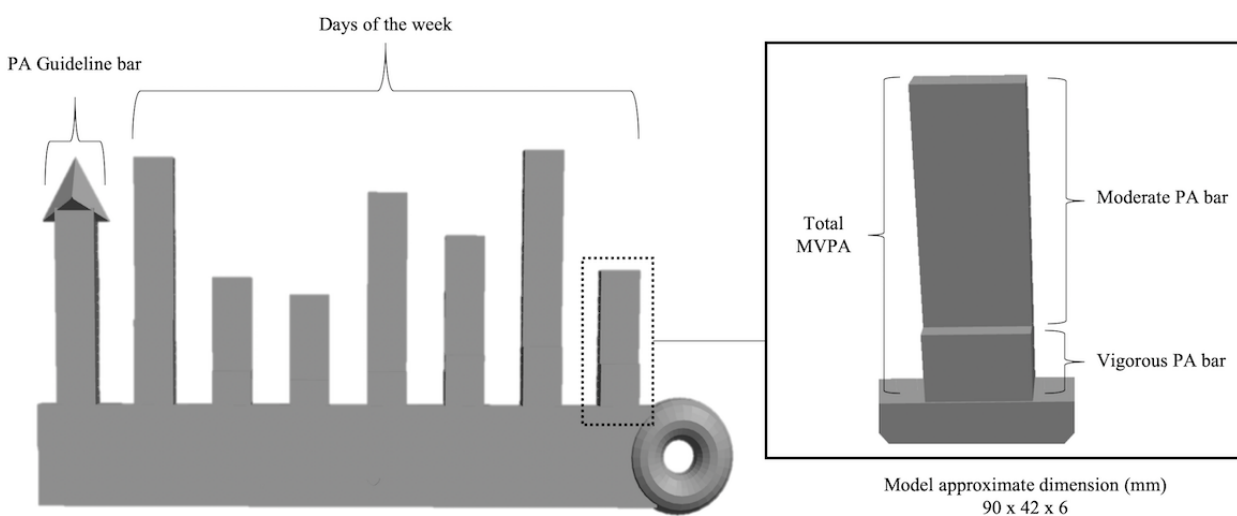 Days of the week
PA Guideline bar
Total
MVPA
Moderate PA bar
Vigorous PA bar
Model approximate dimension (mm)
90 x 42 x 6